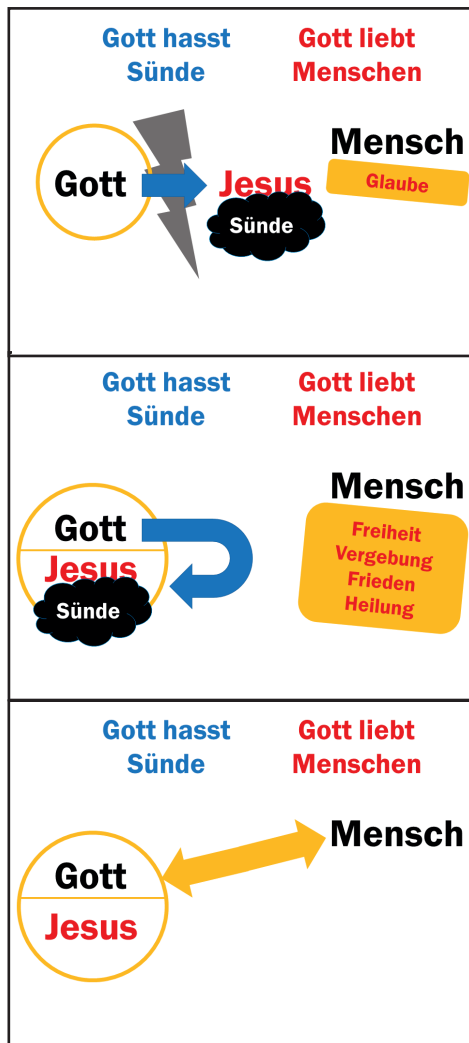 Gott hasst
Sünde
Gott liebt
Menschen
Mensch
Gott
Jesus
Glaube
Sünde
Gott hasst
Sünde
Gott liebt
Menschen
Mensch
Gott
Jesus
Sünde
Freiheit
Vergebung
Frieden
Heilung
Gott hasst
Sünde
Gott liebt
Menschen
Mensch
Gott
Jesus